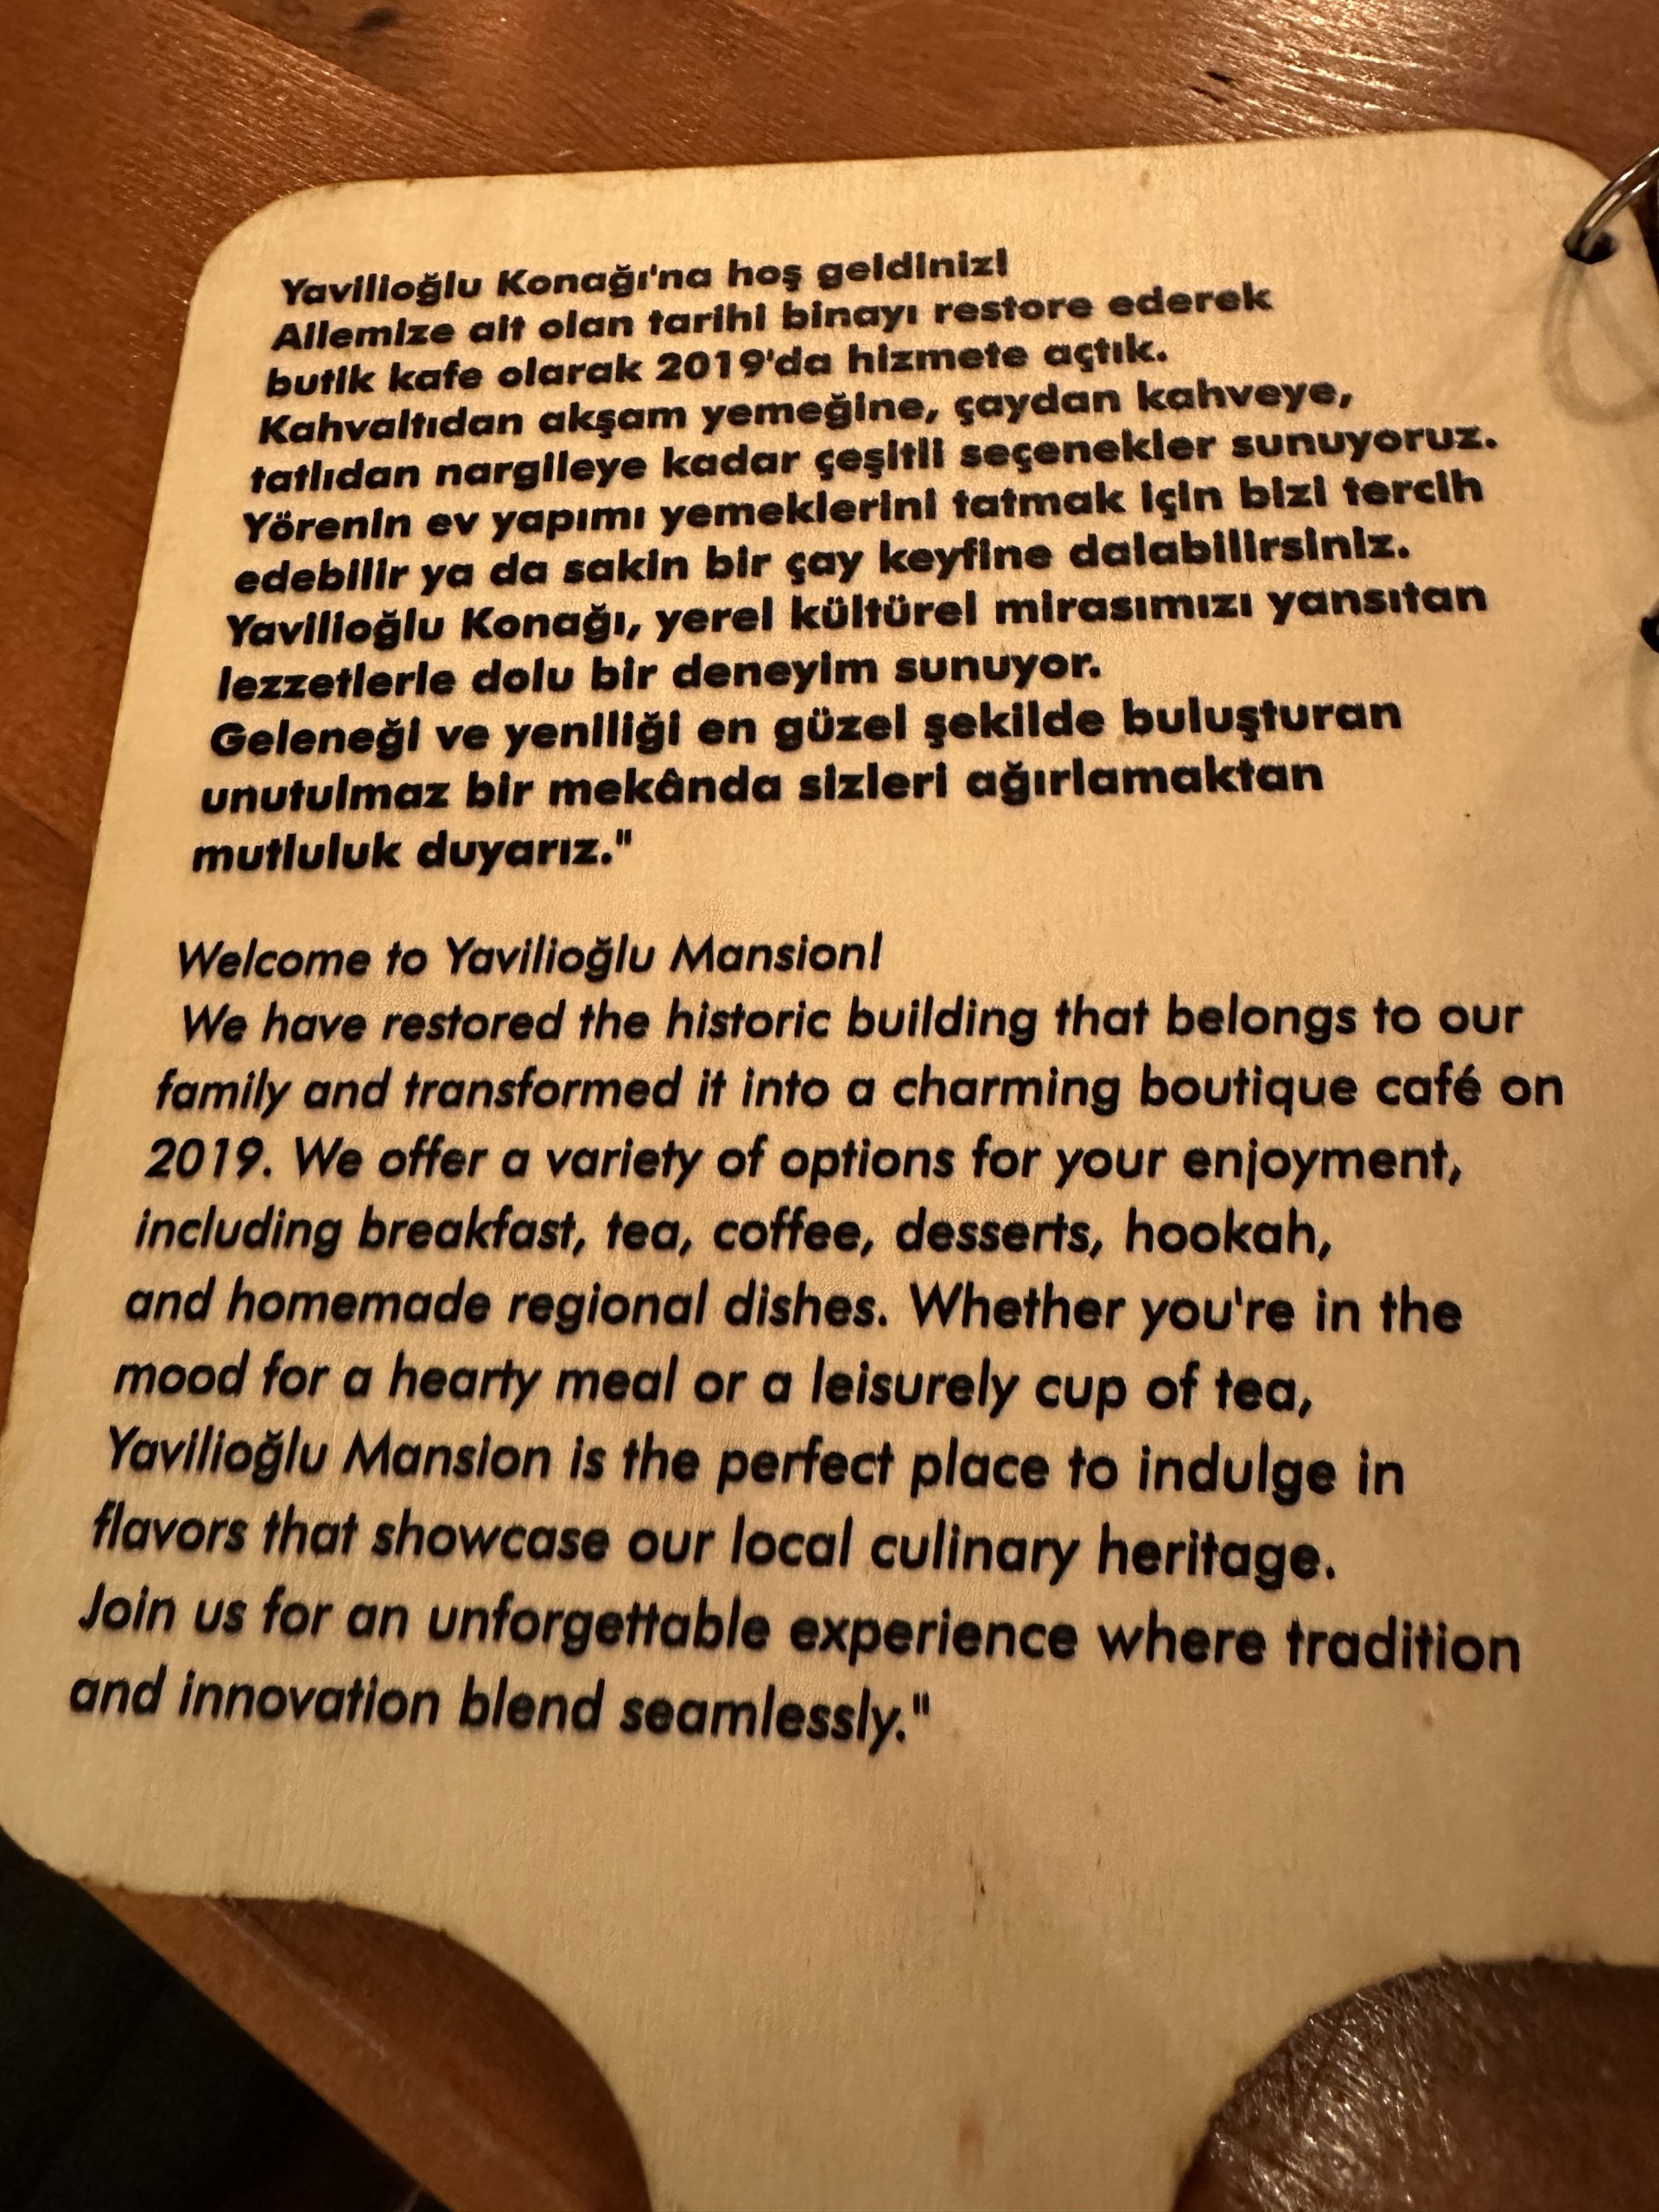 Yavilioğlu Konağı'na hoş geldiniz!
Ailemize ait olan tarihi binayı restore ederek
butik kafe olarak 2019'da hizmete açtık.
Kahvaltıdan akşam yemeğine, çaydan kahveye,
tatlıdan nargileye kadar çeşitli seçenekler sunuyoruz.
Yörenin ev yapımı yemeklerini tatmak için bizi tercih
edebilir ya da sakin bir çay keyfine dalabilirsiniz.
Yavilioğlu Konağı, yerel kültürel mirasımızı yansıtan
lezzetlerle dolu bir deneyim sunuyor.
Geleneği ve yeniliği en güzel şekilde buluşturan
unutulmaz bir mekânda sizleri ağırlamaktan
mutluluk duyarız."
Welcome to Yavilioğlu Mansion!
We have restored the historic building that belongs to our
family and transformed it into a charming boutique café on
2019. We offer a variety of options for your enjoyment,
including breakfast, tea, coffee, desserts, hookah,
and homemade regional dishes. Whether you're in the
mood for a hearty meal or a leisurely cup of tea,
Yavilioğlu Mansion is the perfect place to indulge in
flavors that showcase our local culinary heritage.
Join us for an unforgettable experience where tradition
and innovation blend seamlessly."